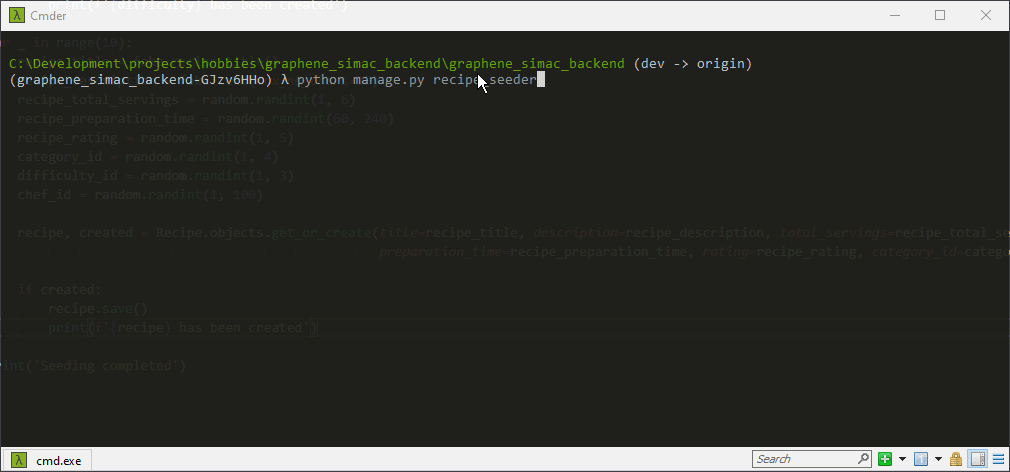 print(f'{difficulty} has been created')
Cmder
_ in range(10):
C:\Development\projects\hobbies\graphene_simac_backend\graphene_simac_backend (dev -> origin)
(graphene_simac_backend-GJzv6HHo) λ python manage.py recipe_seeder
recipe_total_servings = random.randint(1, 6)
recipe_preparation_time = random.randint(60, 240)
recipe_rating = random.randint(1, 5)
category_id = random.randint(1, 4)
difficulty_id = random.randint(1, 3)
chef_id = random.randint(1, 100)
recipe, created = Recipe.objects.get_or_create(title=recipe_title, description=recipe_description, total_servings=recipe_total_se
preparation_time=recipe_preparation_time, rating=recipe_rating, category_id=catego
if created:
recipe.save()
print(f'{recipe} has been created')
int('Seeding completed')
cmd.exe
Search